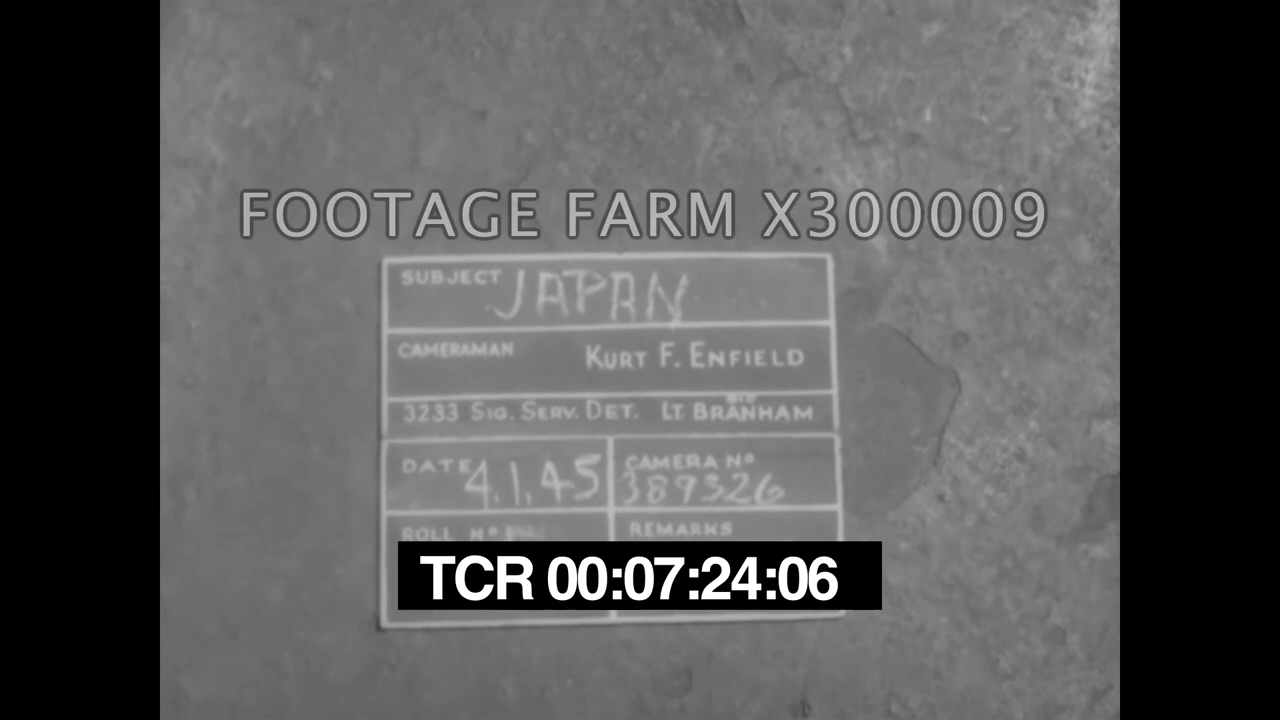 FOOTAGE FARM X300009
SUBJECT JAPAN
CAMERAMAN KURT F. ENFIELD
3233 SIG. SERV. DET. LT. BRANHAM
DATE 4.1.45
CAMERA Nº 389326
ROLL Nº
REMARKS
TCR 00:07:24:06